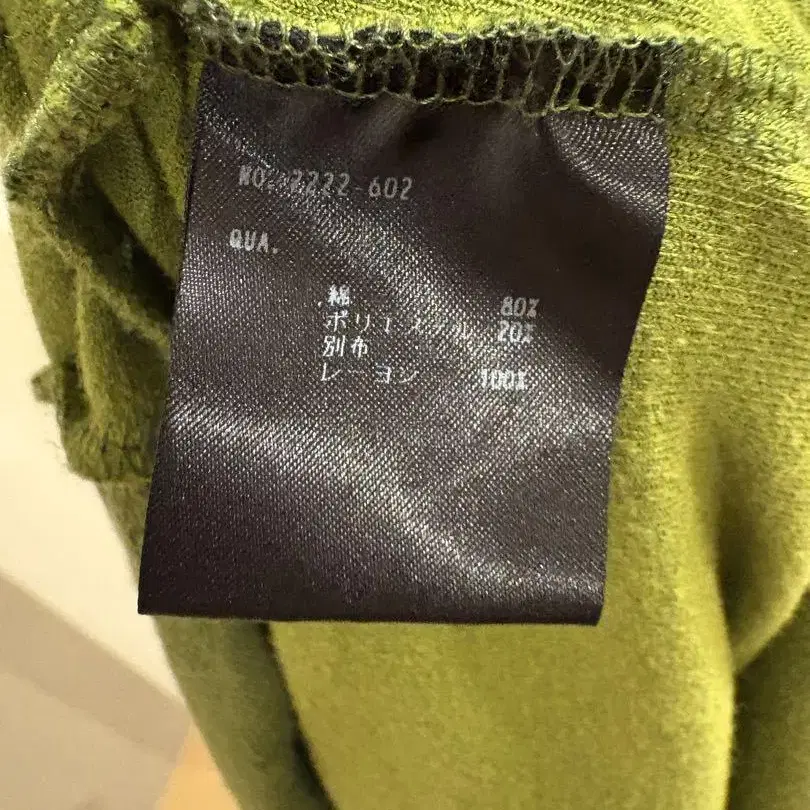 NO. 2222-602
QUA.
綿 80%
ポリエステル 20%
別布
レーヨン 100%